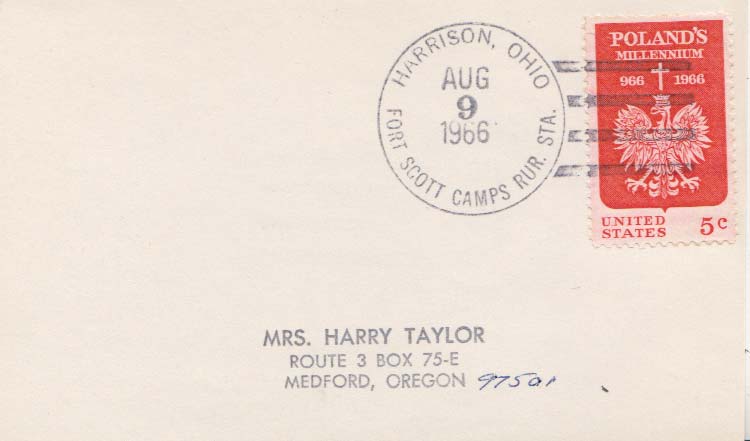 HARRISON, OHIO
AUG
9
1966
FORT SCOTT CAMPS RUR. STA.
POLAND'S
MILLENNIUM
966 1966
UNITED
STATES 5c
MRS. HARRY TAYLOR
ROUTE 3 BOX 75-E
MEDFORD, OREGON 97501